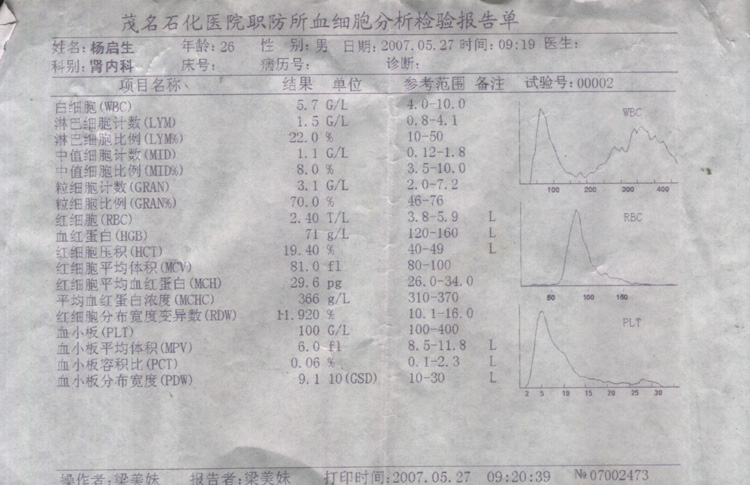 茂名石化医院职防所血细胞分析检验报告单
姓名: 杨启生 年龄: 26 性 别: 男 日期: 2007.05.27 时间: 09:19 医生:
科别: 肾内科 床号: 病历号: 诊断:
项目名称 结果 单位 参考范围 备注 试验号: 00002
白细胞(WBC) 5.7 G/L 4.0-10.0
淋巴细胞计数(LYM) 1.5 G/L 0.8-4.1
淋巴细胞比例(LYM%) 22.0 % 10-50
中值细胞计数(MID) 1.1 G/L 0.12-1.8
中值细胞比例(MID%) 8.0 % 3.5-10.0
粒细胞计数(GRAN) 3.1 G/L 2.0-7.2
粒细胞比例(GRAN%) 70.0 % 46-76
红细胞(RBC) 2.40 T/L 3.8-5.9 L
血红蛋白(HGB) 71 g/L 120-160 L
红细胞压积(HCT) 19.40 % 40-49 L
红细胞平均体积(MCV) 81.0 fl 80-100
红细胞平均血红蛋白(MCH) 29.6 pg 26.0-34.0
平均血红蛋白浓度(MCHC) 366 g/L 310-370
红细胞分布宽度变异数(RDW) 11.920 % 10.1-16.0
血小板(PLT) 100 G/L 100-400
血小板平均体积(MPV) 6.0 fl 8.5-11.8 L
血小板容积比(PCT) 0.06 % 0.1-2.3 L
血小板分布宽度(PDW) 9.1 10(GSD) 10-30 L
WBC
100 200 300 400
RBC
50 100 150
PLT
2 5 10 15 20 25 30
操作者: 梁美妹 报告者: 梁美妹 打印时间: 2007.05.27 09:20:39 №07002473